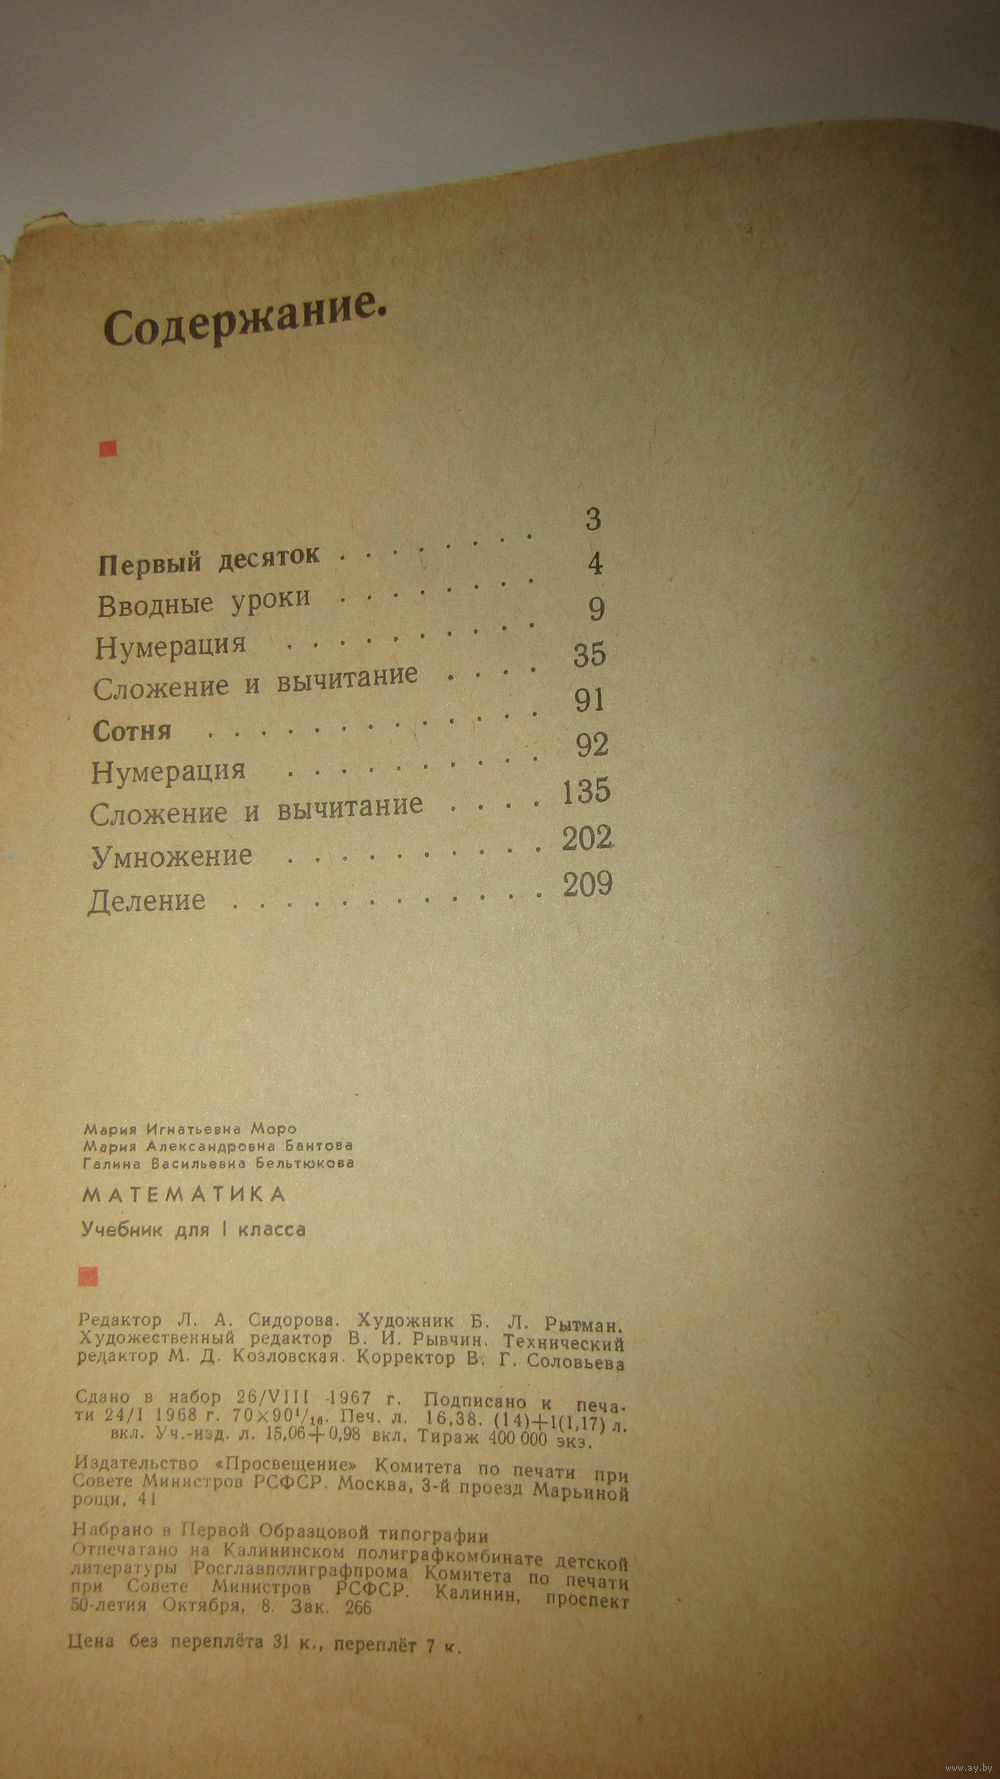 Содержание.
Первый десяток . . . . . . . . 3
Вводные уроки . . . . . . . . 4
Нумерация . . . . . . . . . . 9
Сложение и вычитание . . . . 35
Сотня . . . . . . . . . . . . . 91
Нумерация . . . . . . . . . . 92
Сложение и вычитание . . . . 135
Умножение . . . . . . . . . . 202
Деление . . . . . . . . . . . . 209
Мария Игнатьевна Моро
Мария Александровна Бантова
Галина Васильевна Бельтюкова
МАТЕМАТИКА
Учебник для I класса
Редактор Л. А. Сидорова. Художник Б. Л. Рытман.
Художественный редактор В. И. Рывчин. Технический
редактор М. Д. Козловская. Корректор В. Г. Соловьева
Сдано в набор 26/VIII 1967 г. Подписано к печа-
ти 24/I 1968 г. 70×90¹/₁₆. Печ. л. 16,38. (14)+1(1,17) л.
вкл. Уч.-изд. л. 15,06+0,98 вкл. Тираж 400 000 экз.
Издательство «Просвещение» Комитета по печати при
Совете Министров РСФСР. Москва, 3-й проезд Марьиной
рощи, 41
Набрано в Первой Образцовой типографии
Отпечатано на Калининском полиграфкомбинате детской
литературы Росглавполиграфпрома Комитета по печати
при Совете Министров РСФСР. Калинин, проспект
50-летия Октября, 8. Зак. 266
Цена без переплёта 31 к., переплёт 7 к.
www.ay.by